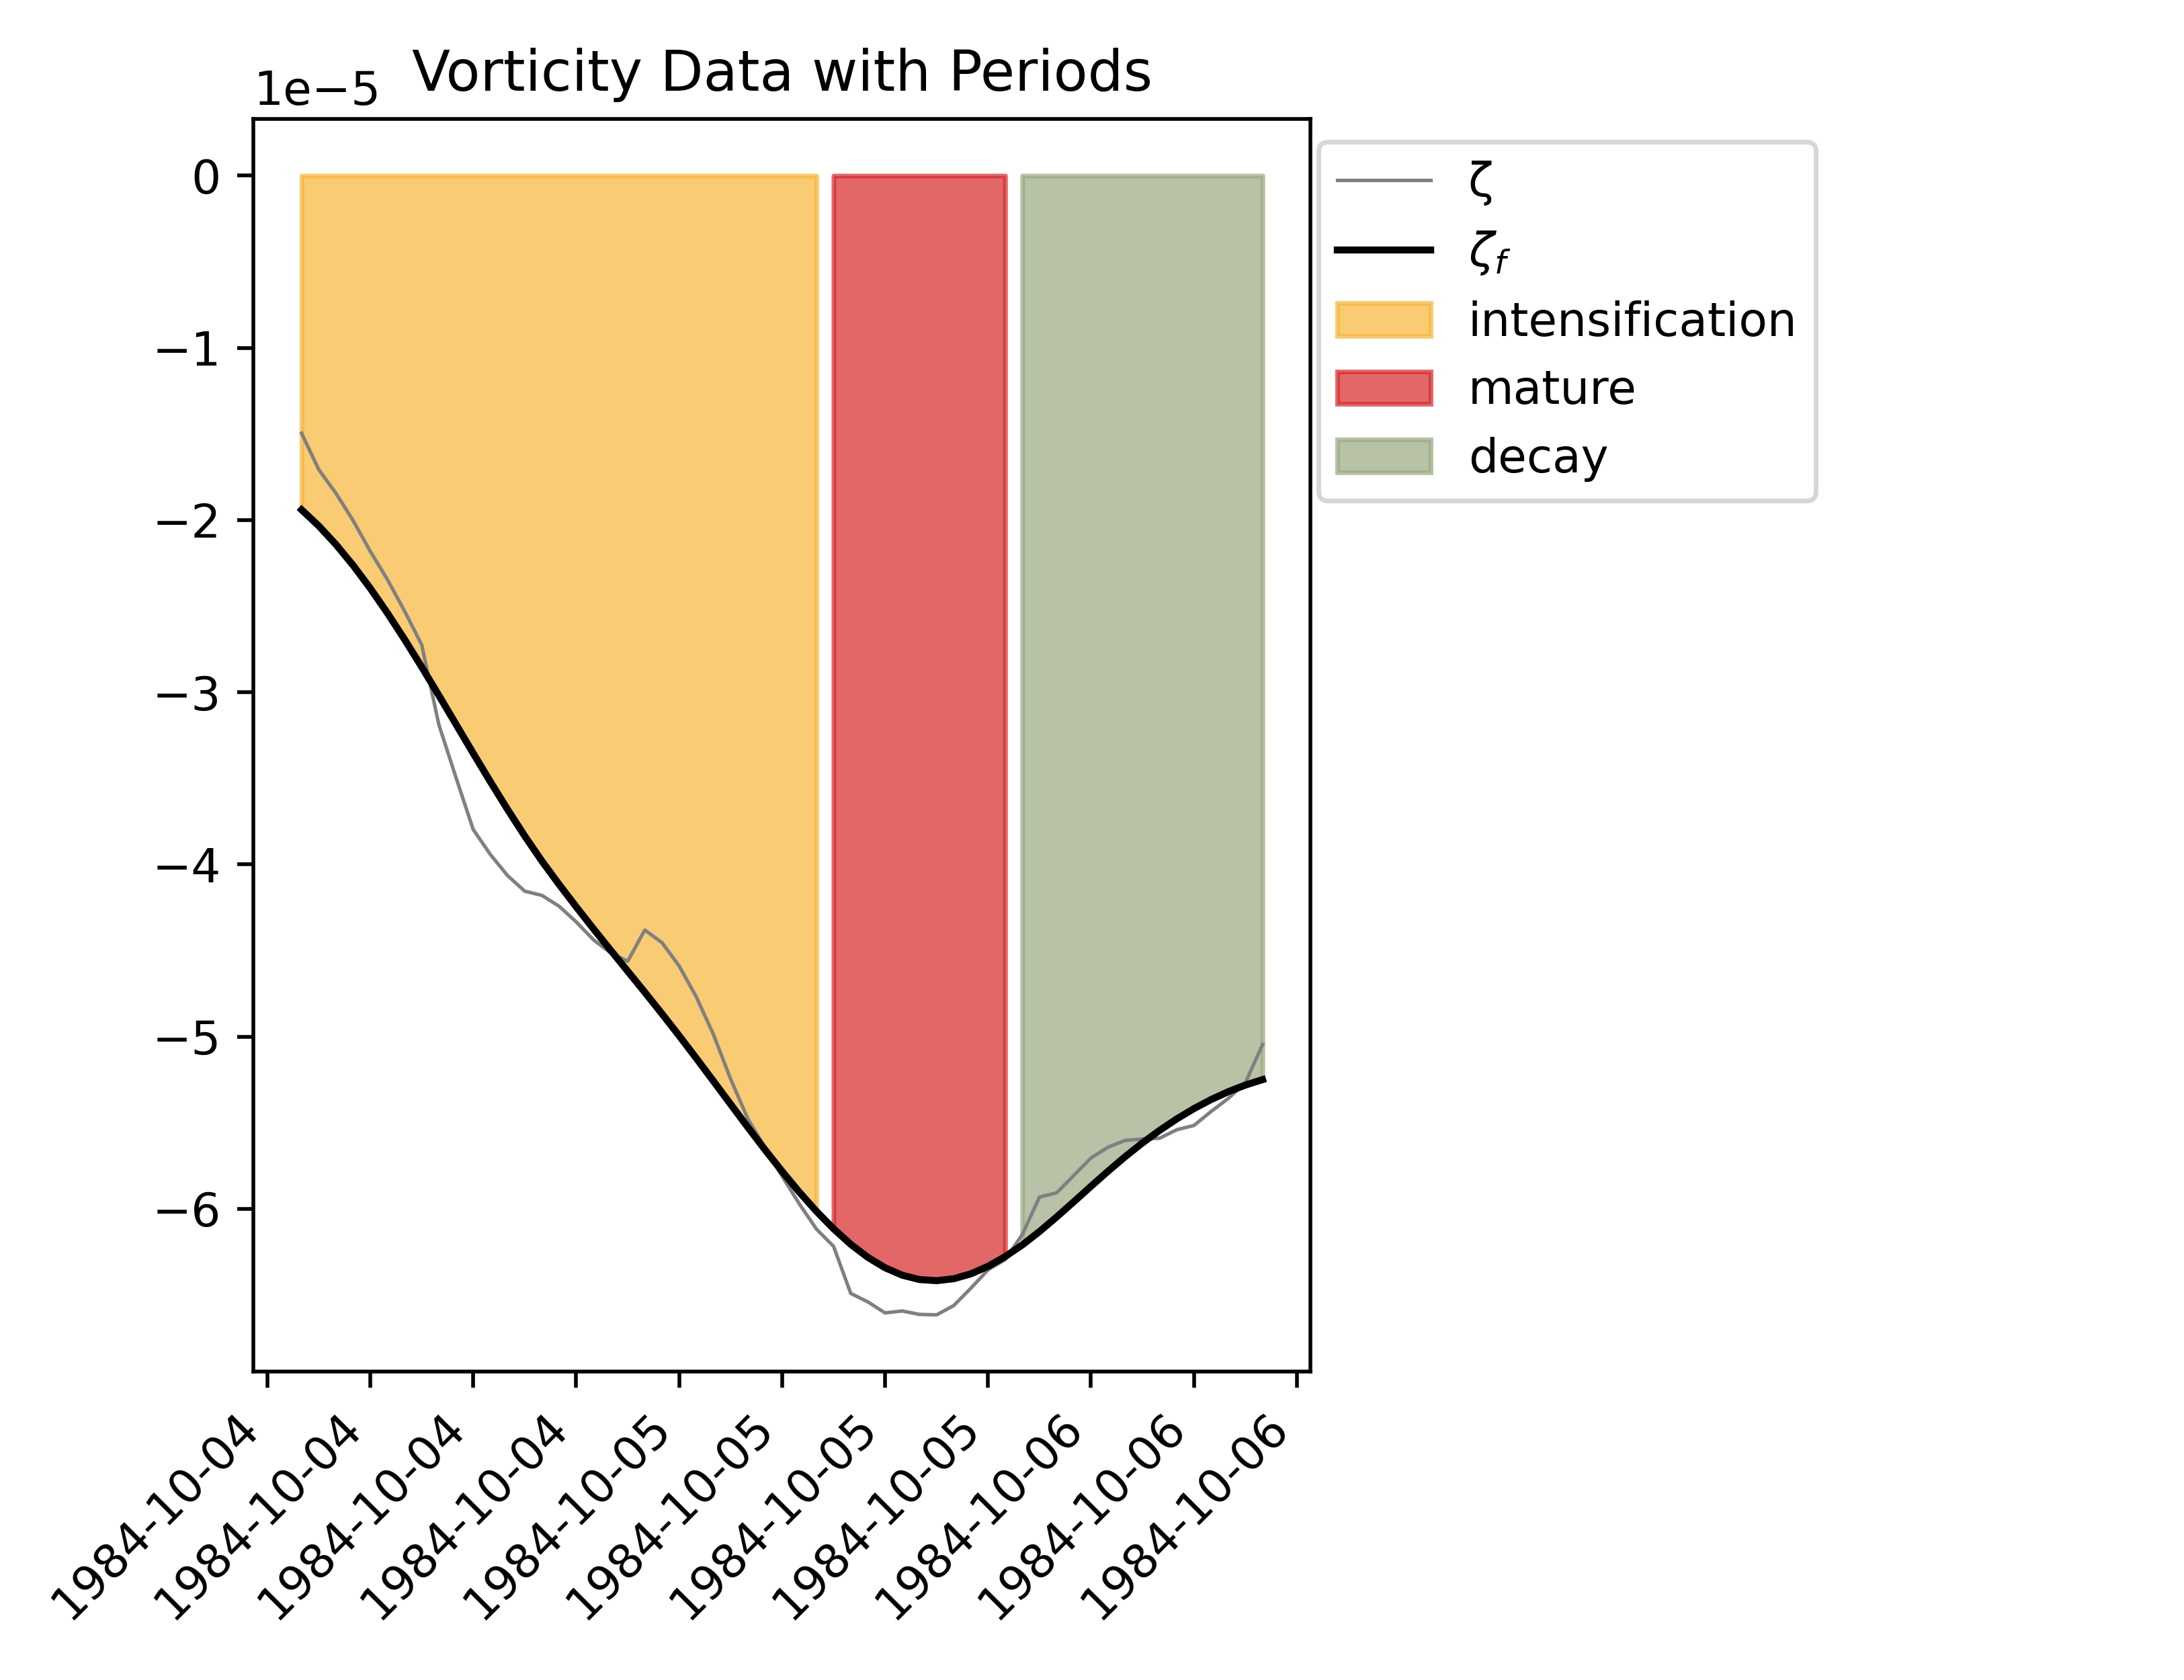 Vorticity Data with Periods
1e−5
0
−1
−2
−3
−4
−5
−6
1984-10-04
1984-10-04
1984-10-04
1984-10-04
1984-10-05
1984-10-05
1984-10-05
1984-10-05
1984-10-06
1984-10-06
1984-10-06
ζ
ζf
intensification
mature
decay